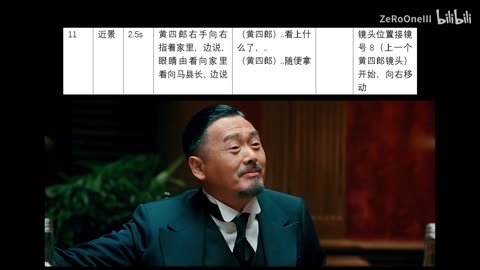 ZeRoOneIII bilibili
11
近景
2.5s
黄四郎右手向右
指着家里，边说，
眼睛由看向家里
看向马县长，边说
（黄四郎）..看上什
么了，..
（黄四郎）..随便拿
镜头位置接镜
号 8（上一个
黄四郎镜头）
开始，向右移
动